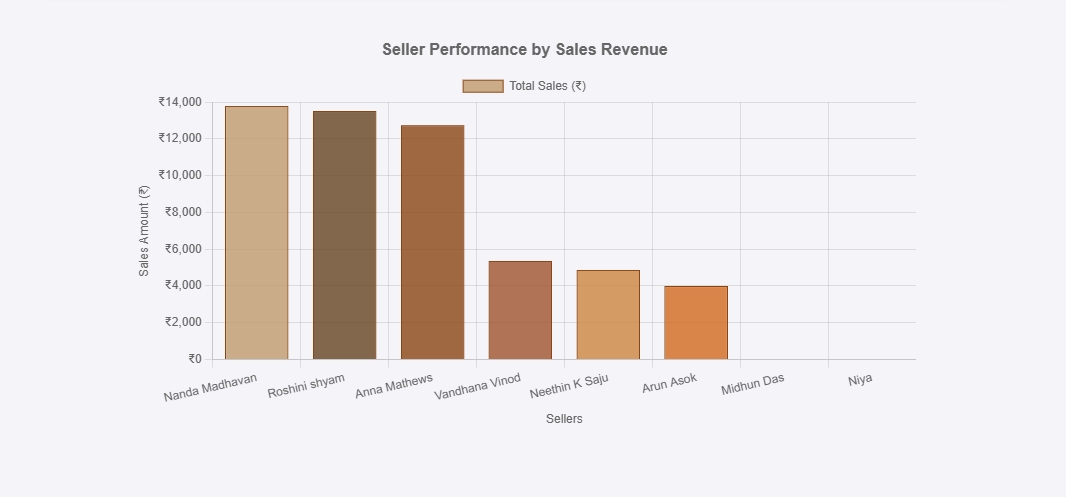 Seller Performance by Sales Revenue
Total Sales (₹)
₹14,000
₹12,000
₹10,000
₹8,000
₹6,000
₹4,000
₹2,000
₹0
Sales Amount (₹)
Nanda Madhavan
Roshini shyam
Anna Mathews
Vandhana Vinod
Neethin K Saju
Arun Asok
Midhun Das
Niya
Sellers